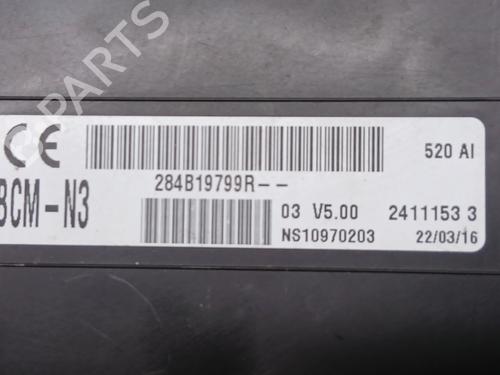 B PARTS
CE
520 AI
284B19799R--
BCM-N3
03 V5.00 2411153 3
NS10970203 22/03/16